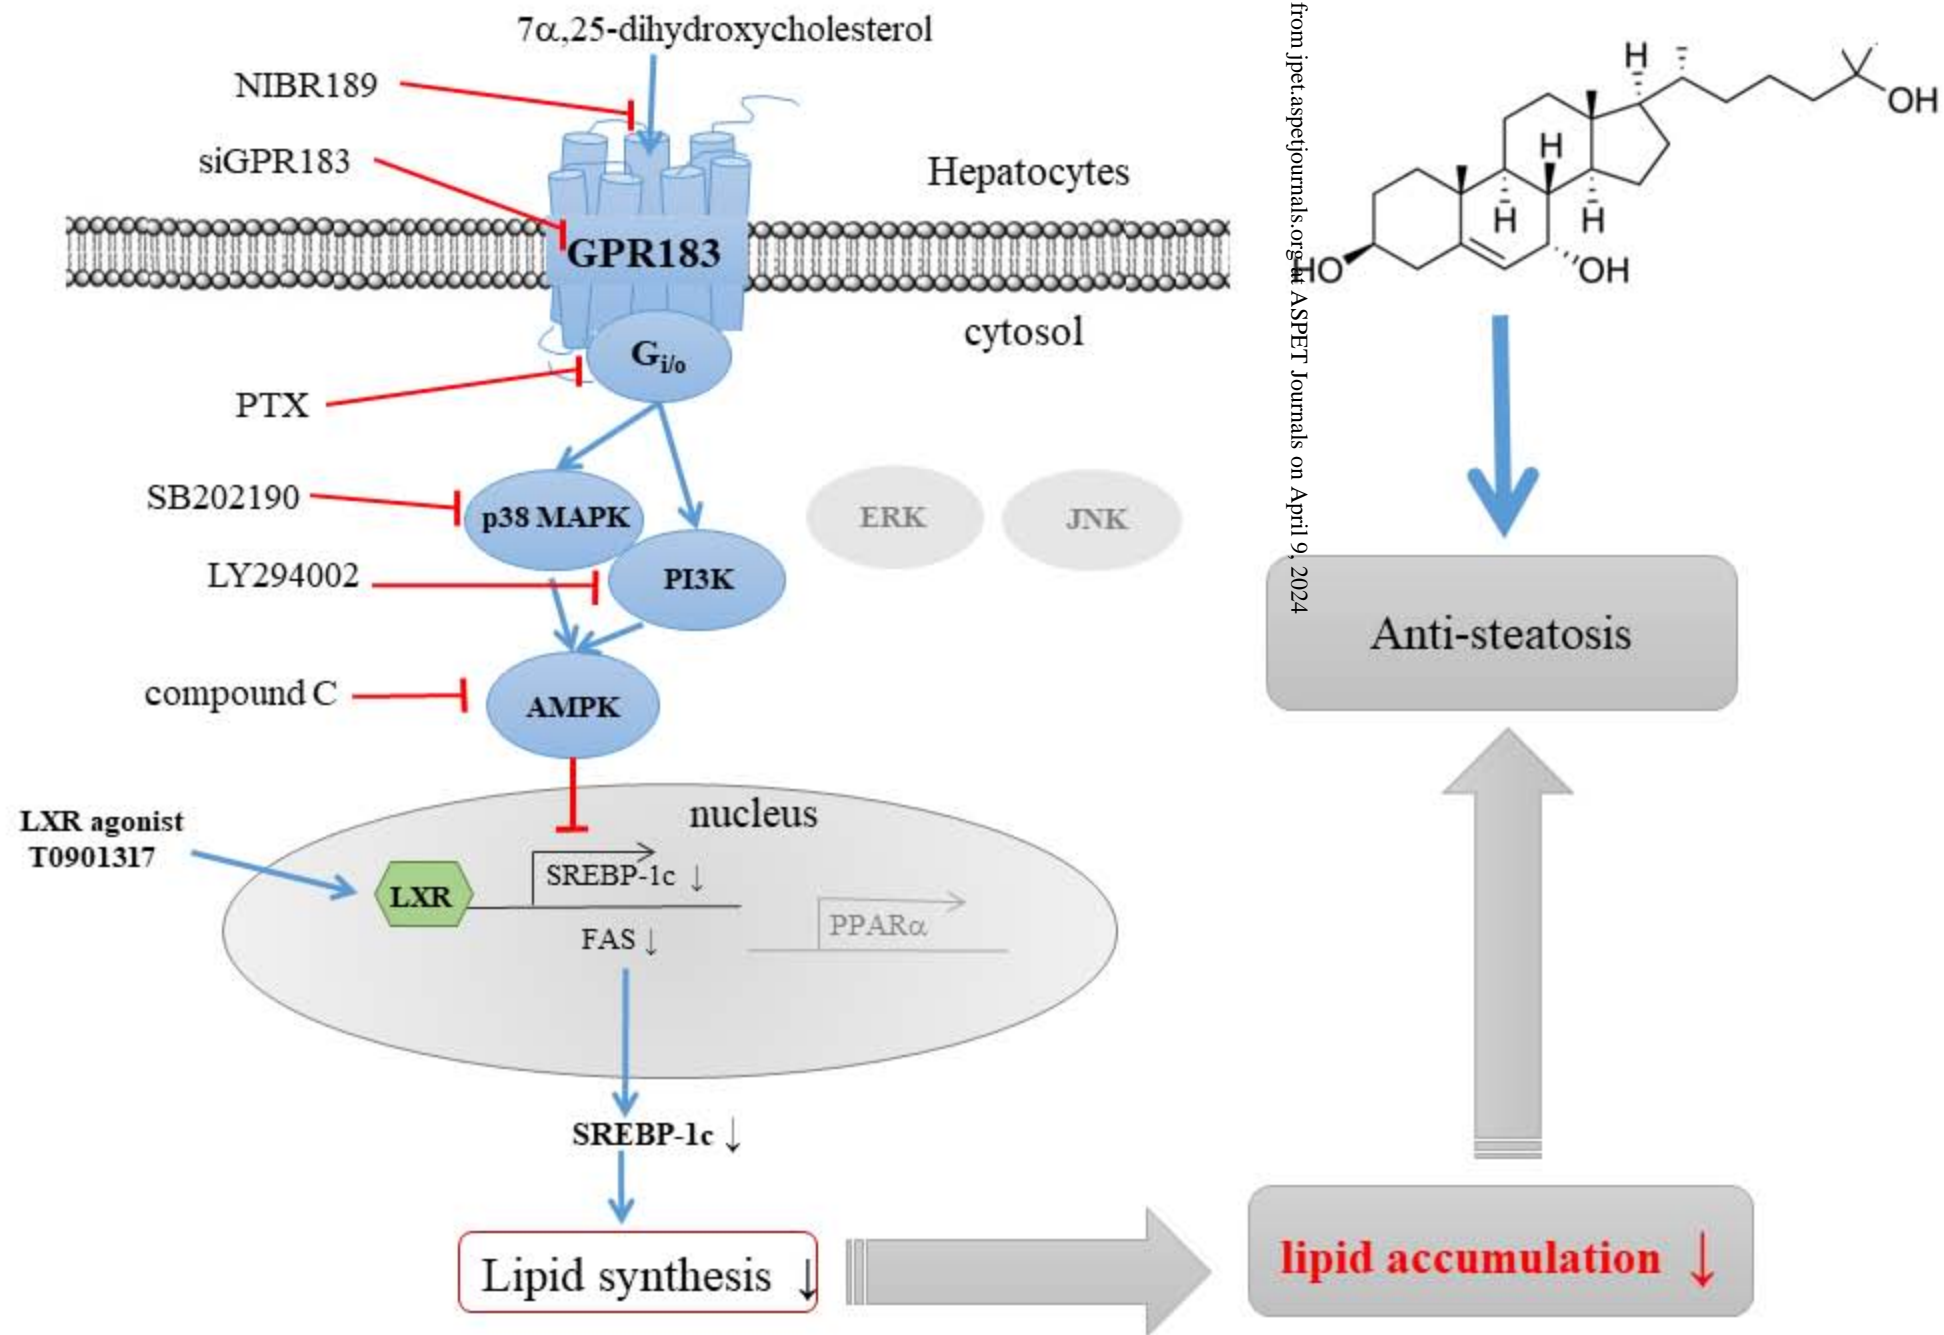 7α,25-dihydroxycholesterol
NIBR189
siGPR183
Hepatocytes
GPR183
cytosol
Gi/o
PTX
SB202190
p38 MAPK
ERK
JNK
LY294002
PI3K
compound C
AMPK
nucleus
LXR agonist
T0901317
LXR
SREBP-1c ↓
FAS ↓
PPARα
SREBP-1c ↓
Lipid synthesis ↓
from jpet.aspetjournals.org at ASPET Journals on April 9, 2024
H
OH
H
H
H
HO
OH
Anti-steatosis
lipid accumulation ↓